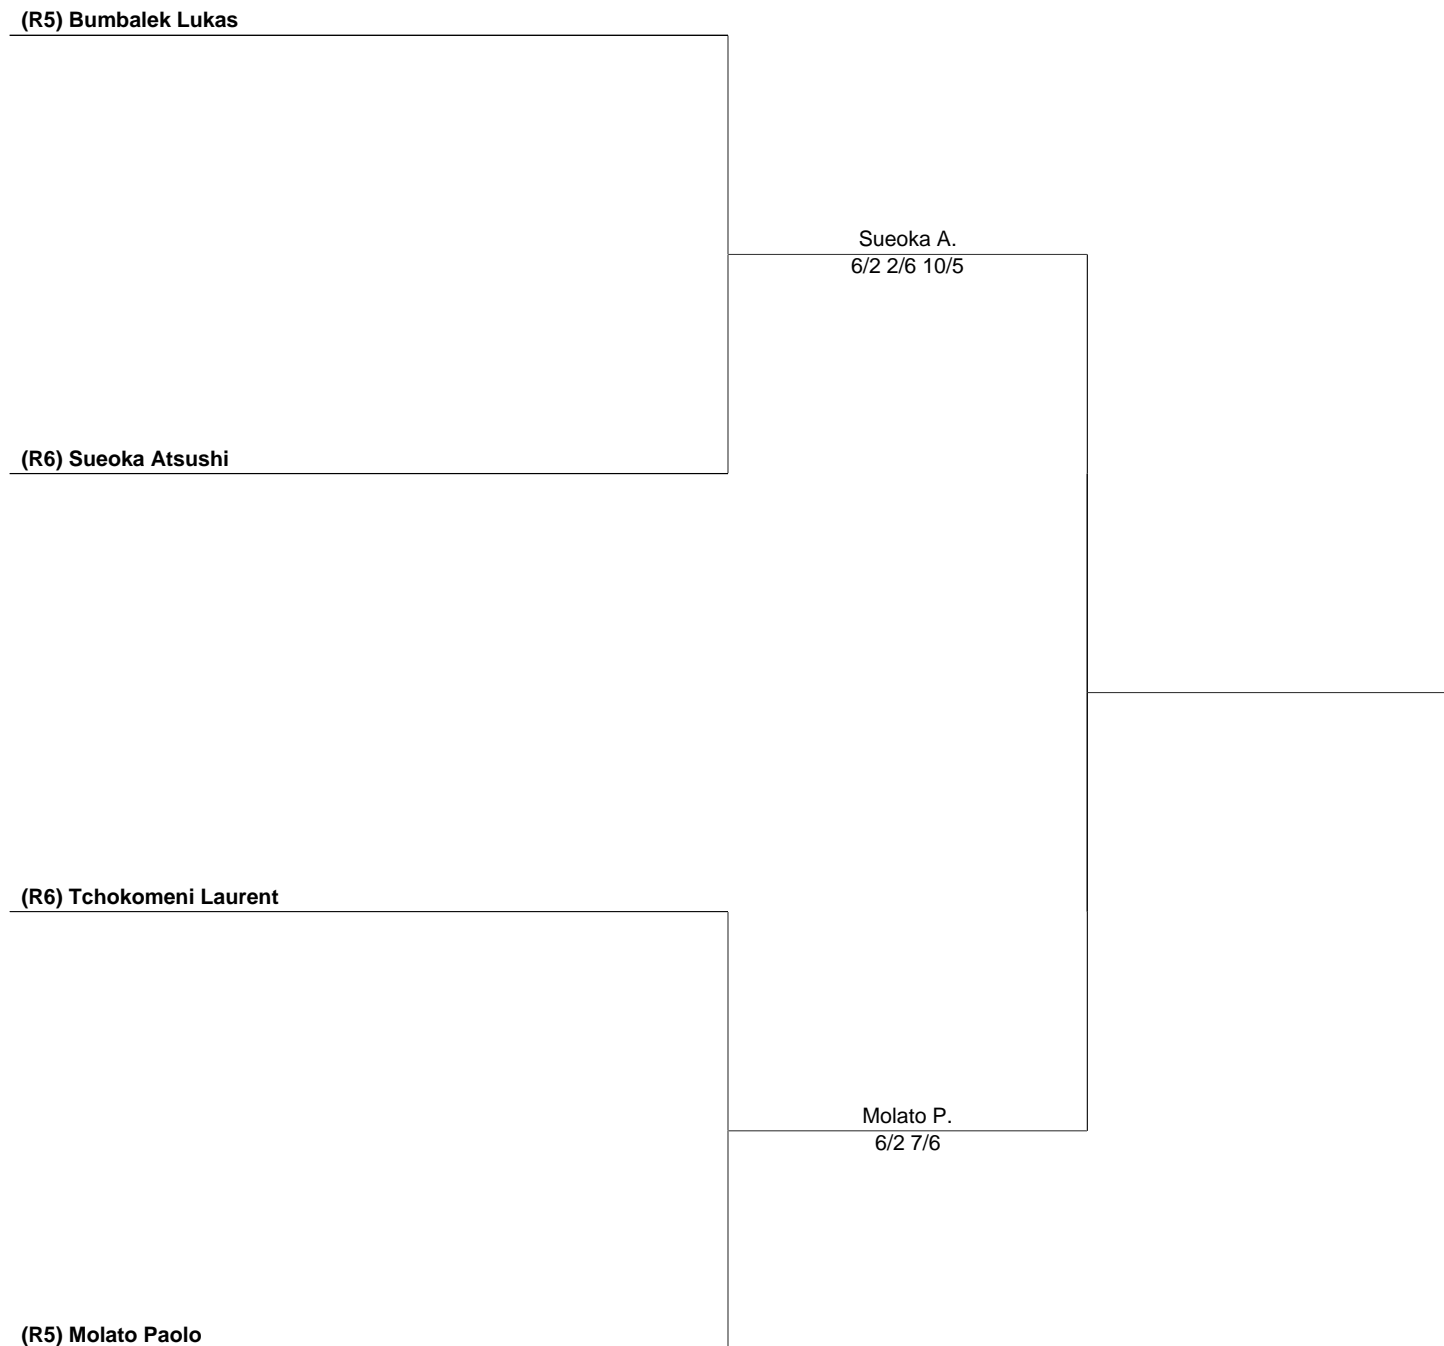 (R5) Bumbalek Lukas
Sueoka A.
6/2 2/6 10/5
(R6) Sueoka Atsushi
(R6) Tchokomeni Laurent
Molato P.
6/2 7/6
(R5) Molato Paolo